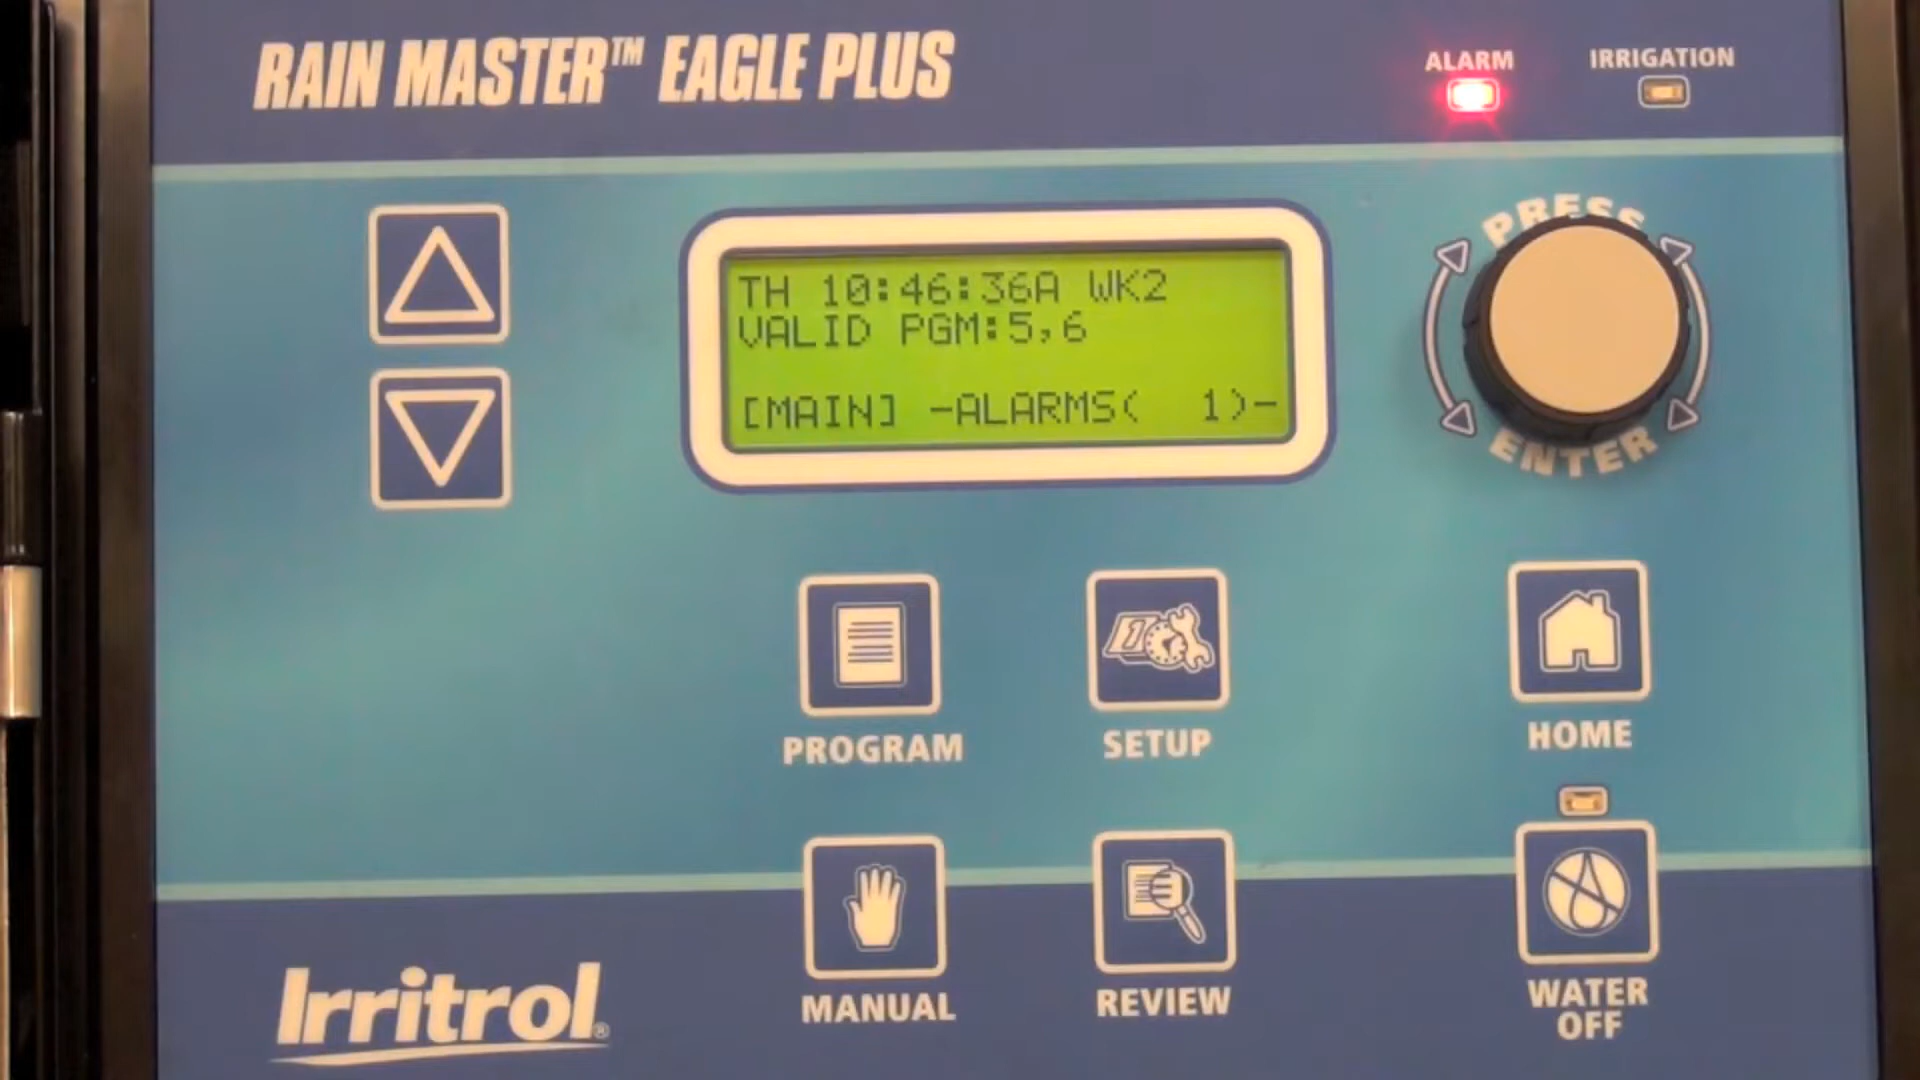 RAIN MASTER™ EAGLE PLUS
ALARM
IRRIGATION
PRESS
TH 10:46:36A WK2
VALID PGM:5,6
[MAIN] -ALARMS(  1)-
ENTER
1
PROGRAM
SETUP
HOME
MANUAL
REVIEW
WATER
OFF
Irritrol®